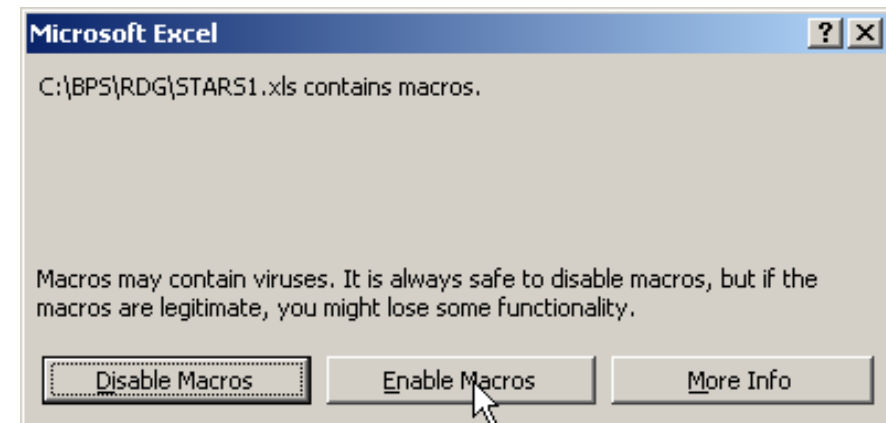 Microsoft Excel
C:\BPS\RDG\STARS1.xls contains macros.
Macros may contain viruses. It is always safe to disable macros, but if the
macros are legitimate, you might lose some functionality.
Disable Macros Enable Macros More Info